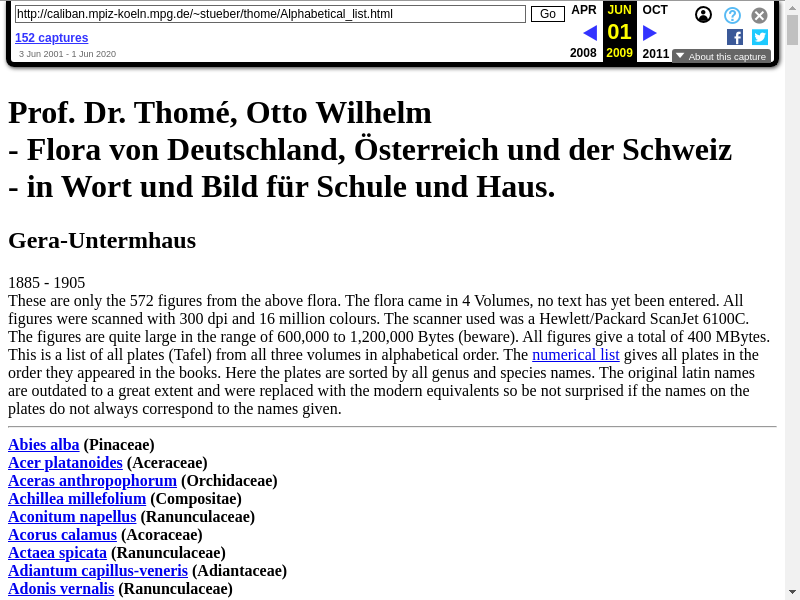 http://caliban.mpiz-koeln.mpg.de/~stueber/thome/Alphabetical_list.html Go APR JUN OCT
152 captures 01
3 Jun 2001 - 1 Jun 2020 2008 2009 2011 About this capture
Prof. Dr. Thomé, Otto Wilhelm
- Flora von Deutschland, Österreich und der Schweiz
- in Wort und Bild für Schule und Haus.
Gera-Untermhaus
1885 - 1905
These are only the 572 figures from the above flora. The flora came in 4 Volumes, no text has yet been entered. All
figures were scanned with 300 dpi and 16 million colours. The scanner used was a Hewlett/Packard ScanJet 6100C.
The figures are quite large in the range of 600,000 to 1,200,000 Bytes (beware). All figures give a total of 400 MBytes.
This is a list of all plates (Tafel) from all three volumes in alphabetical order. The numerical list gives all plates in the
order they appeared in the books. Here the plates are sorted by all genus and species names. The original latin names
are outdated to a great extent and were replaced with the modern equivalents so be not surprised if the names on the
plates do not always correspond to the names given.
Abies alba (Pinaceae)
Acer platanoides (Aceraceae)
Aceras anthropophorum (Orchidaceae)
Achillea millefolium (Compositae)
Aconitum napellus (Ranunculaceae)
Acorus calamus (Acoraceae)
Actaea spicata (Ranunculaceae)
Adiantum capillus-veneris (Adiantaceae)
Adonis vernalis (Ranunculaceae)